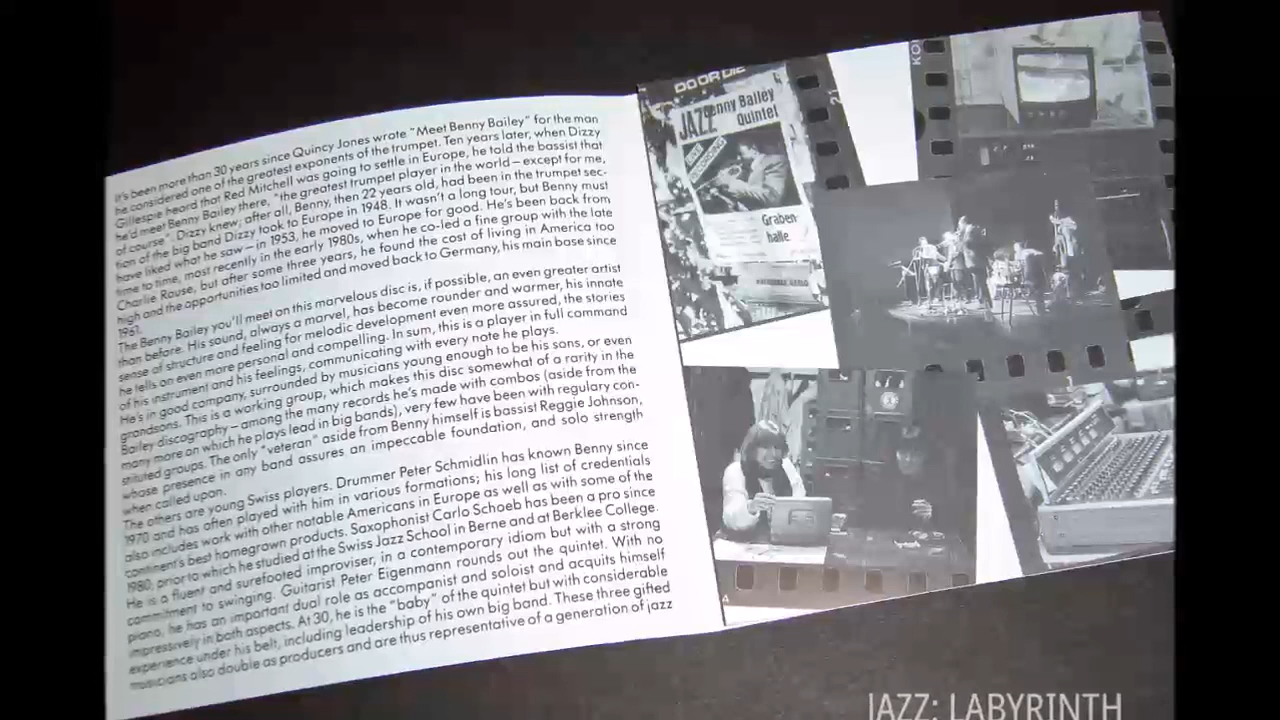 It's been more than 30 years since Quincy Jones wrote "Meet Benny Bailey" for the man
he considered one of the greatest exponents of the trumpet. Ten years later, when Dizzy
Gillespie heard that Red Mitchell was going to settle in Europe, he told the bassist that
he'd meet Benny Bailey there, "the greatest trumpet player in the world – except for me,
of course". Dizzy knew; after all, Benny, then 22 years old, had been in the trumpet sec-
tion of the big band Dizzy took to Europe in 1948. It wasn't a long tour, but Benny must
have liked what he saw – in 1953, he moved to Europe for good. He's been back from
time to time, most recently in the early 1980s, when he co-led a fine group with the late
Charlie Rouse, but after some three years, he found the cost of living in America too
high and the opportunities too limited and moved back to Germany, his main base since
1961.
The Benny Bailey you'll meet on this marvelous disc is, if possible, an even greater artist
than before. His sound, always a marvel, has become rounder and warmer, his innate
sense of structure and feeling for melodic development even more assured, the stories
he tells on even more personal and compelling. In sum, this is a player in full command
of his instrument and his feelings, communicating with every note he plays.
He's in good company, surrounded by musicians young enough to be his sons, or even
grandsons. This is a working group, which makes this disc somewhat of a rarity in the
Bailey discography – among the many records he's made with combos (aside from the
many more on which he plays lead in big bands), very few have been with regulary con-
stituted groups. The only "veteran" aside from Benny himself is bassist Reggie Johnson,
whose presence in any band assures an impeccable foundation, and solo strength
when called upon.
The others are young Swiss players. Drummer Peter Schmidlin has known Benny since
1970 and has often played with him in various formations; his long list of credentials
also includes work with other notable Americans in Europe as well as with some of the
continent's best homegrown products. Saxophonist Carlo Schoeb has been a pro since
1980, prior to which he studied at the Swiss Jazz School in Berne and at Berklee College.
He is a fluent and surefooted improviser, in a contemporary idiom but with a strong
commitment to swinging. Guitarist Peter Eigenmann rounds out the quintet. With no
piano, he has an important dual role as accompanist and soloist and acquits himself
impressively in both aspects. At 30, he is the "baby" of the quintet but with considerable
experience under his belt, including leadership of his own big band. These three gifted
musicians also double as producers and are thus representative of a generation of jazz
DO OR DIE
JAZZ
Benny Bailey
Quintet
Graben-
halle
21
KO
4
JAZZ: LABYRINTH